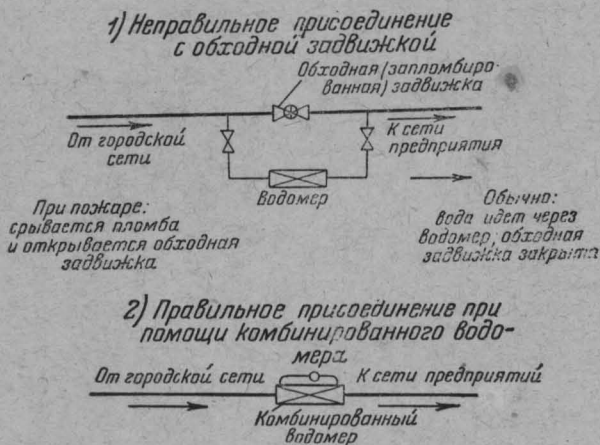 1) Неправильное присоединение
с обходной задвижкой
Обходная (запломбиро-
ванная) задвижка
От городской
сети
К сети
предприятия
Водомер
При пожаре:
срывается пломба
и открывается обходная
задвижка
Обычно:
вода идет через
водомер, обходная
задвижка закрыта
2) Правильное присоединение при
помощи комбинированного водо-
мера
От городской сети
К сети предприятий
Комбинированный
водомер